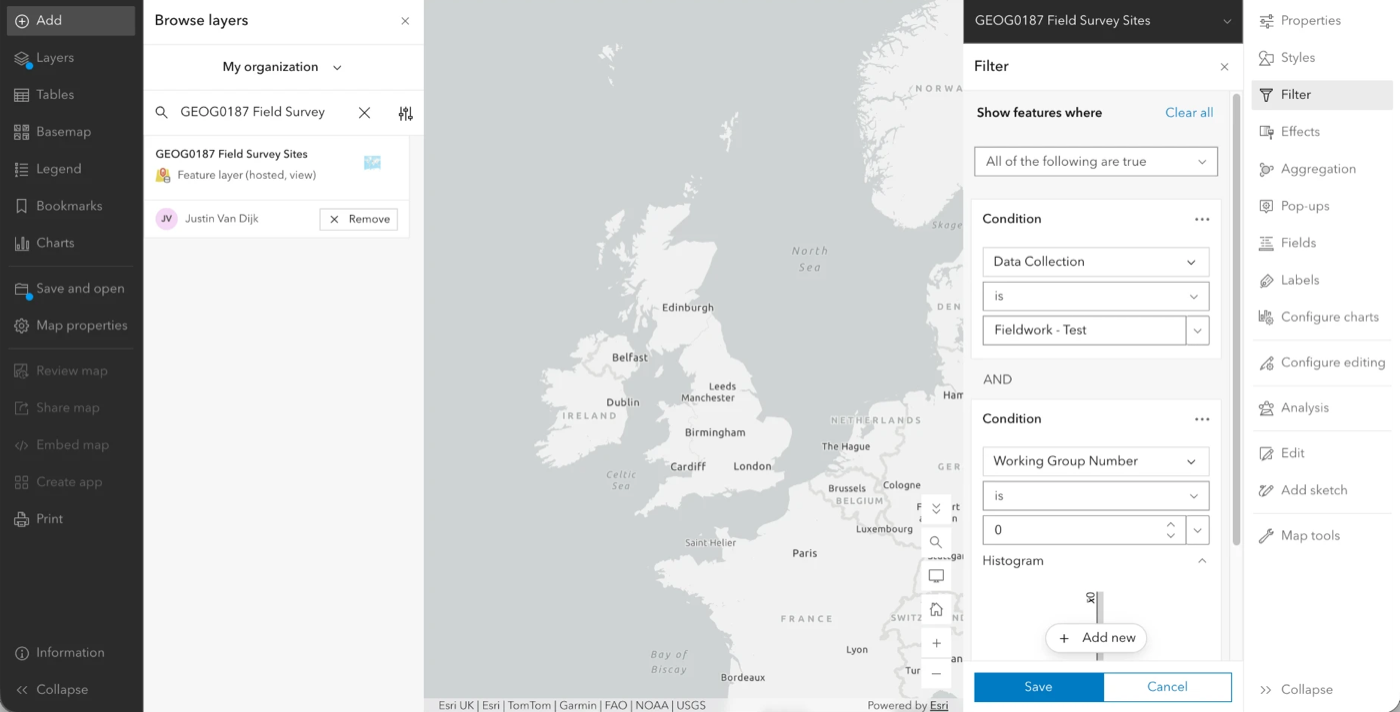 Add
Layers
Tables
Basemap
Legend
Bookmarks
Charts
Save and open
Map properties
Review map
Share map
Embed map
Create app
Print
Information
Collapse
Browse layers
My organization
GEOG0187 Field Survey
GEOG0187 Field Survey Sites
Feature layer (hosted, view)
JV Justin Van Dijk
Remove
NORWA
North
Sea
Skage
Edinburgh
DEN
Belfast
Leeds
Manchester
Dublin
IRELAND
Ham
NETHERLANDS
Birmingham
The Hague
Cardiff
London
GER
Celtic
Sea
Brussels
Cologne
BELGIUM
Luxembourg
Saint Helier
Paris
FRANCE
SWITZ
Lyon
Bay of
Biscay
Tur
Bordeaux
Esri UK | Esri | TomTom | Garmin | FAO | NOAA | USGS
Powered by Esri
GEOG0187 Field Survey Sites
Filter
Show features where
Clear all
All of the following are true
Condition
Data Collection
is
Fieldwork - Test
AND
Condition
Working Group Number
is
0
Histogram
0x
Add new
Save
Cancel
Properties
Styles
Filter
Effects
Aggregation
Pop-ups
Fields
Labels
Configure charts
Configure editing
Analysis
Edit
Add sketch
Map tools
Collapse